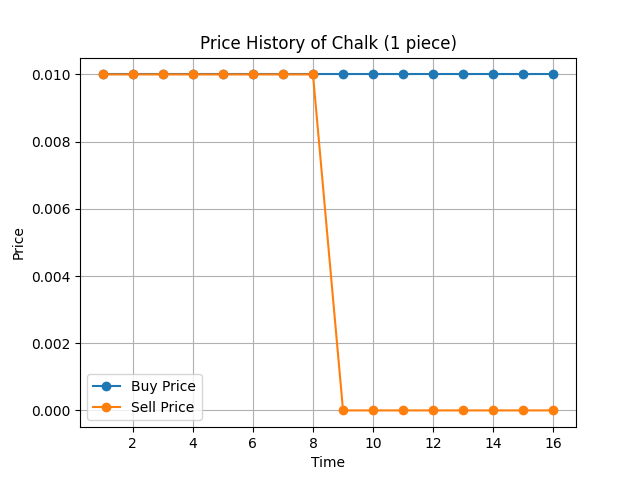 Price History of Chalk (1 piece)
0.010
0.008
0.006
0.004
0.002
0.000
Price
Buy Price
Sell Price
2 4 6 8 10 12 14 16
Time